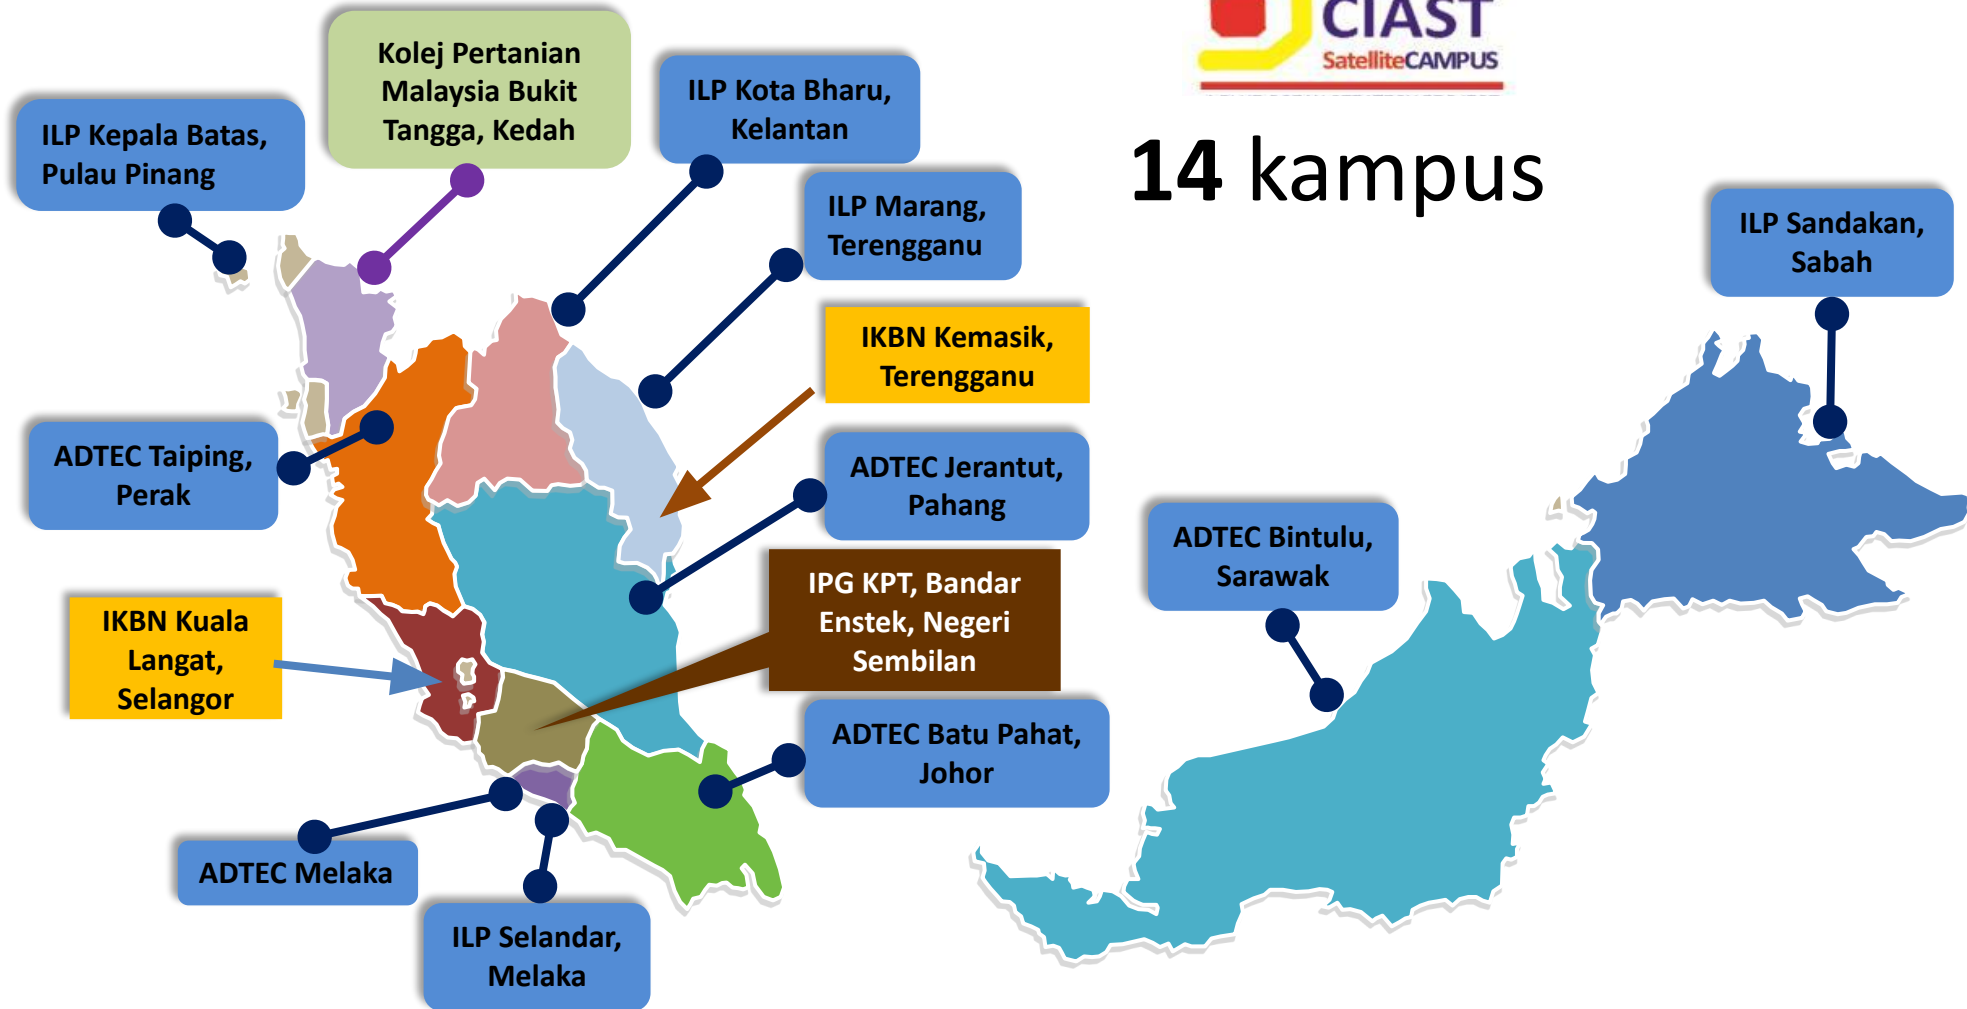 CIAST
SatelliteCAMPUS
14 kampus
Kolej Pertanian
Malaysia Bukit
Tangga, Kedah
ILP Kota Bharu,
Kelantan
ILP Kepala Batas,
Pulau Pinang
ILP Marang,
Terengganu
ILP Sandakan,
Sabah
IKBN Kemasik,
Terengganu
ADTEC Taiping,
Perak
ADTEC Jerantut,
Pahang
ADTEC Bintulu,
Sarawak
IPG KPT, Bandar
Enstek, Negeri
Sembilan
IKBN Kuala
Langat,
Selangor
ADTEC Batu Pahat,
Johor
ADTEC Melaka
ILP Selandar,
Melaka